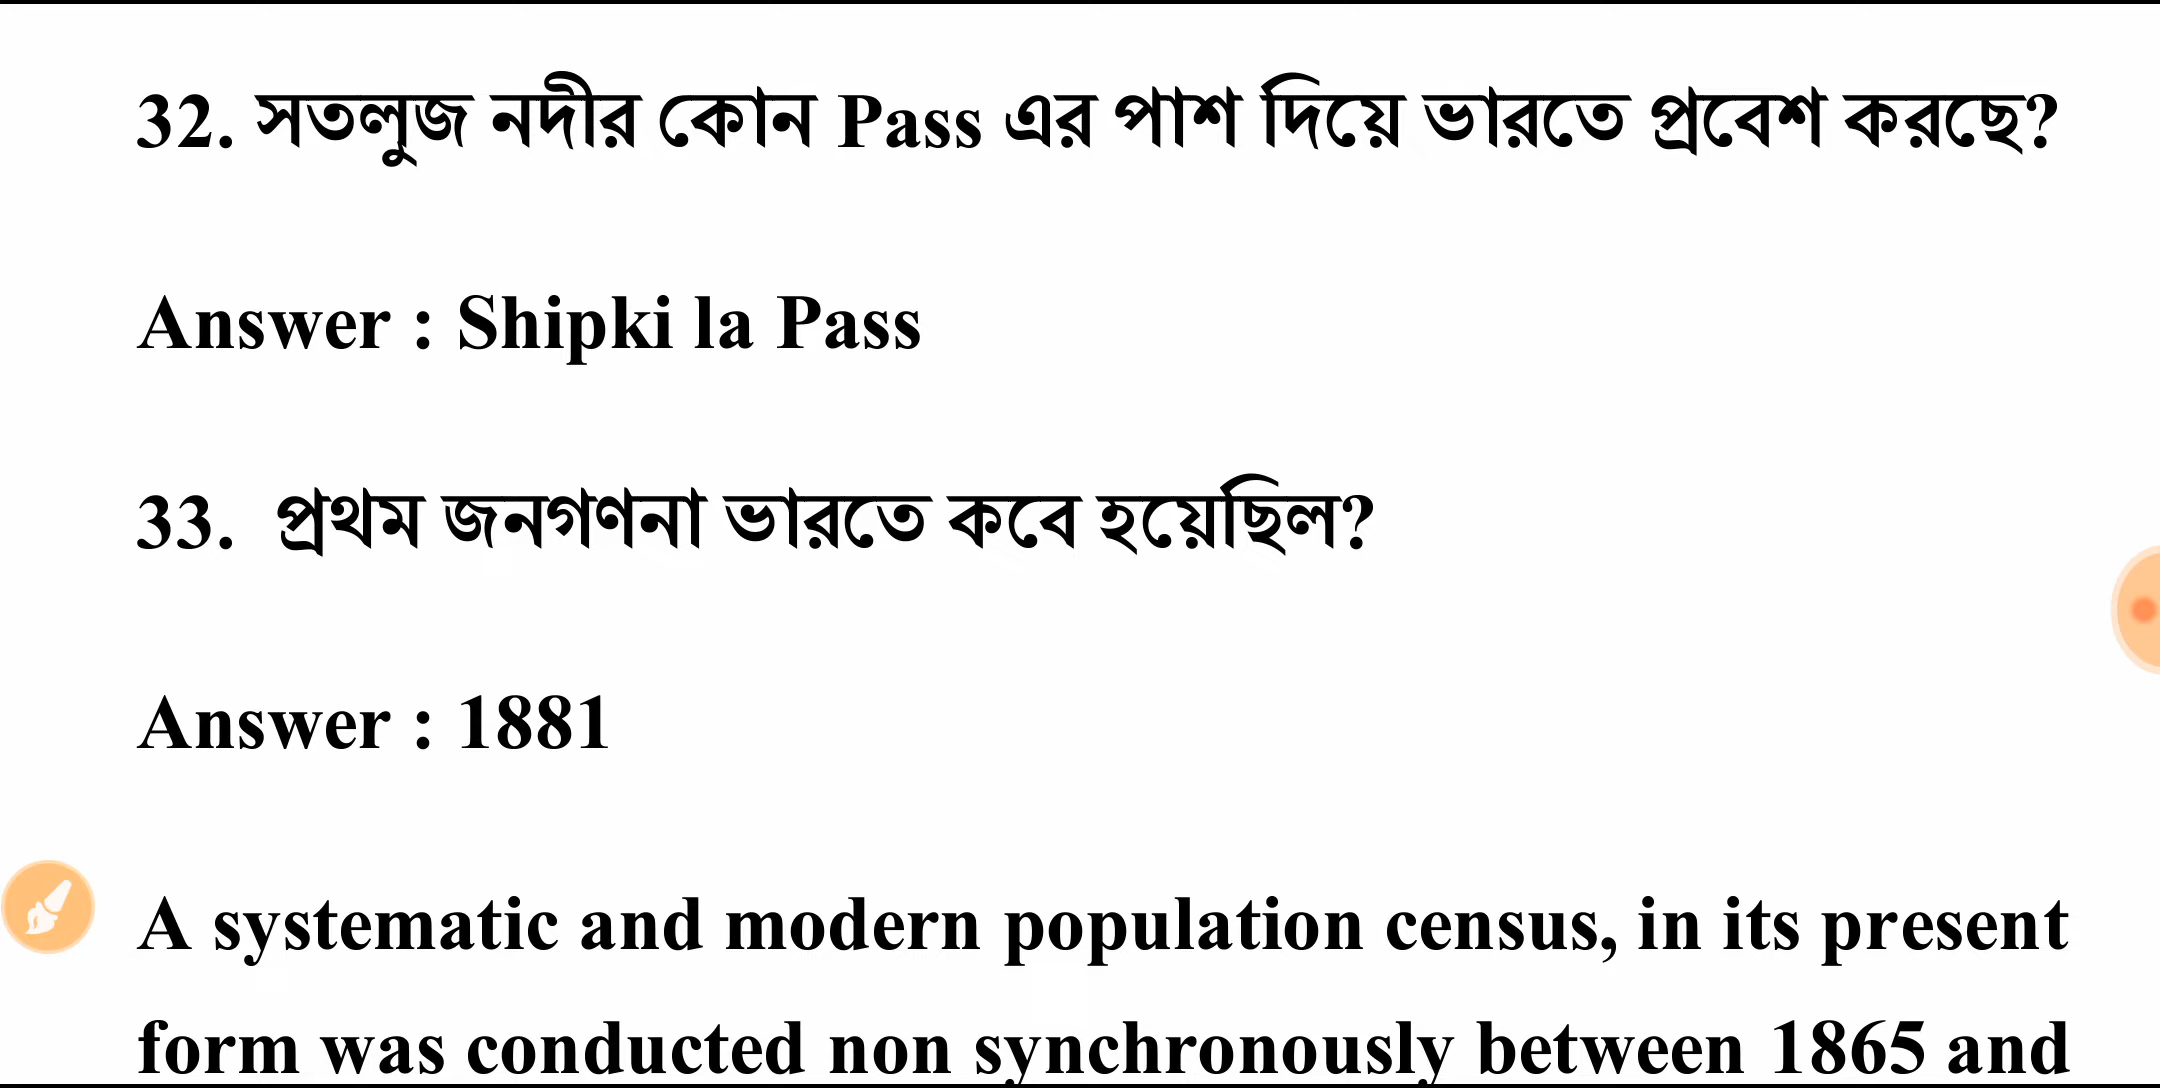 32. সতলুজ নদীর কোন Pass এর পাশ দিয়ে ভারতে প্রবেশ করছে?
Answer : Shipki la Pass
33. প্রথম জনগণনা ভারতে কবে হয়েছিল?
Answer : 1881
A systematic and modern population census, in its present
form was conducted non synchronously between 1865 and